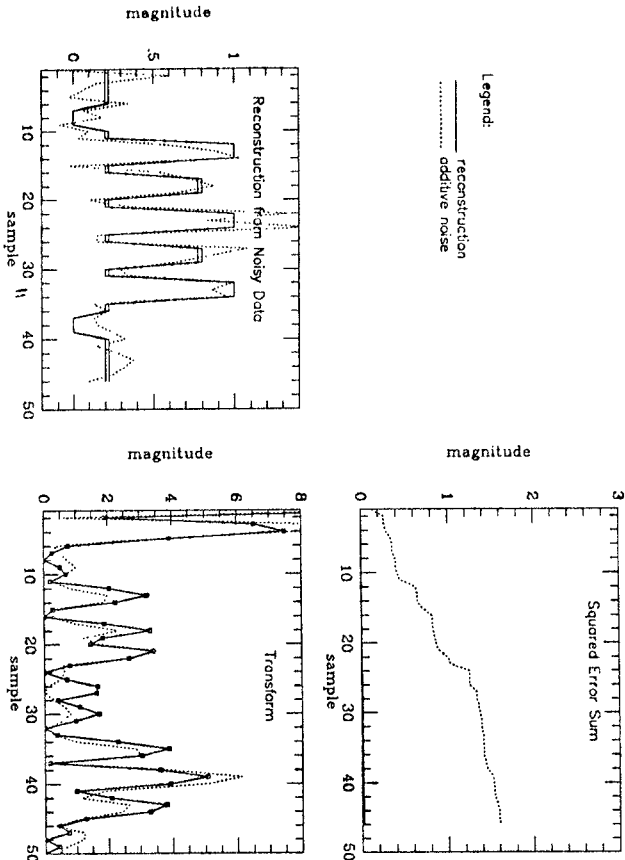 Legend:
reconstruction
additive noise
Reconstruction from Noisy Data
magnitude
0 .5 1
10 20 30 40 50
sample
Squared Error Sum
magnitude
0 1 2 3
10 20 30 40 50
sample
Transform
magnitude
0 2 4 6 8
10 20 30 40 50
sample